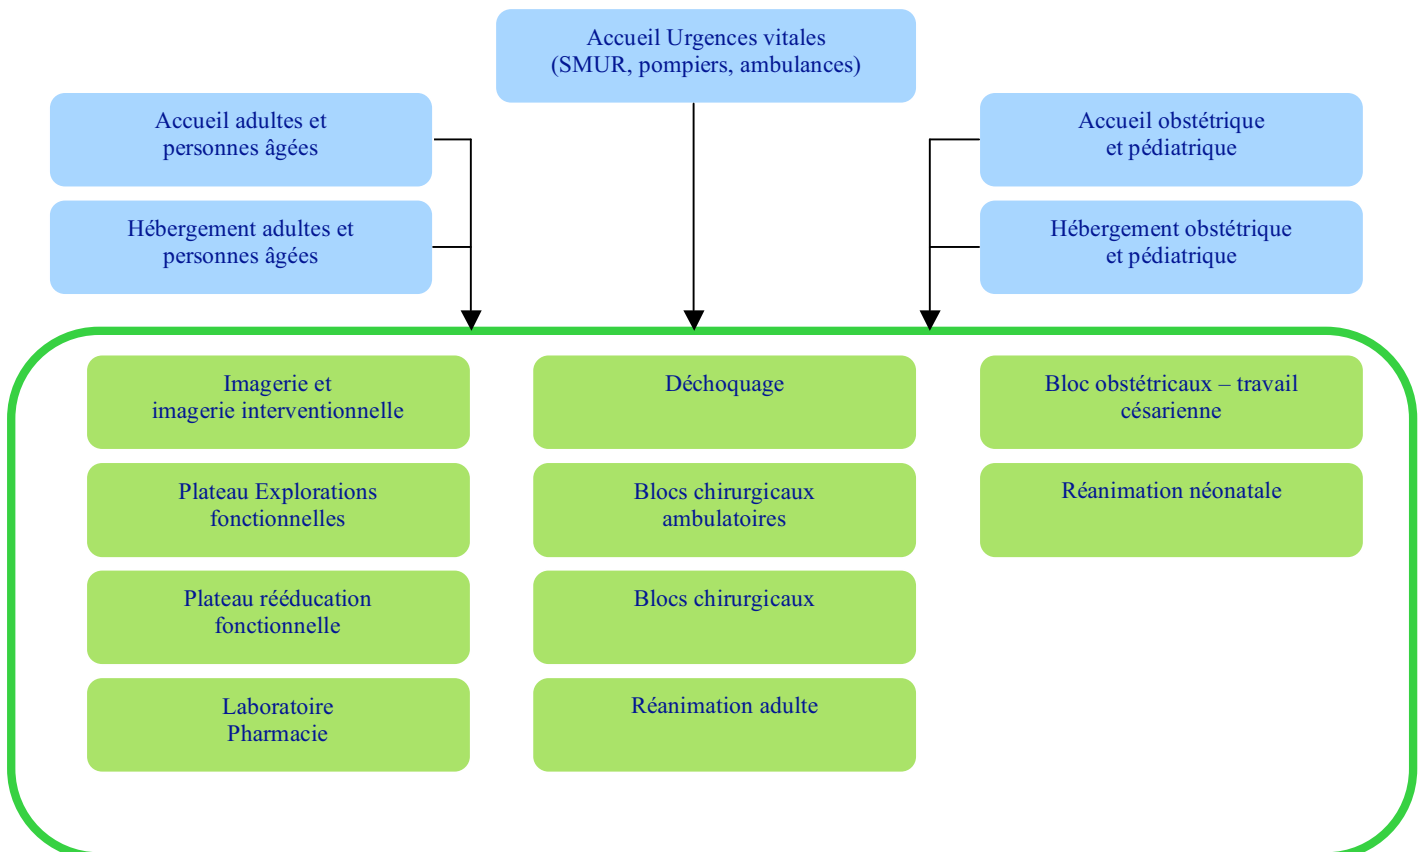 Accueil Urgences vitales
(SMUR, pompiers, ambulances)
Accueil adultes et
personnes âgées
Accueil obstétrique
et pédiatrique
Hébergement adultes et
personnes âgées
Hébergement obstétrique
et pédiatrique
Imagerie et
imagerie interventionnelle
Déchoquage
Bloc obstétricaux – travail
césarienne
Plateau Explorations
fonctionnelles
Blocs chirurgicaux
ambulatoires
Réanimation néonatale
Plateau rééducation
fonctionnelle
Blocs chirurgicaux
Laboratoire
Pharmacie
Réanimation adulte